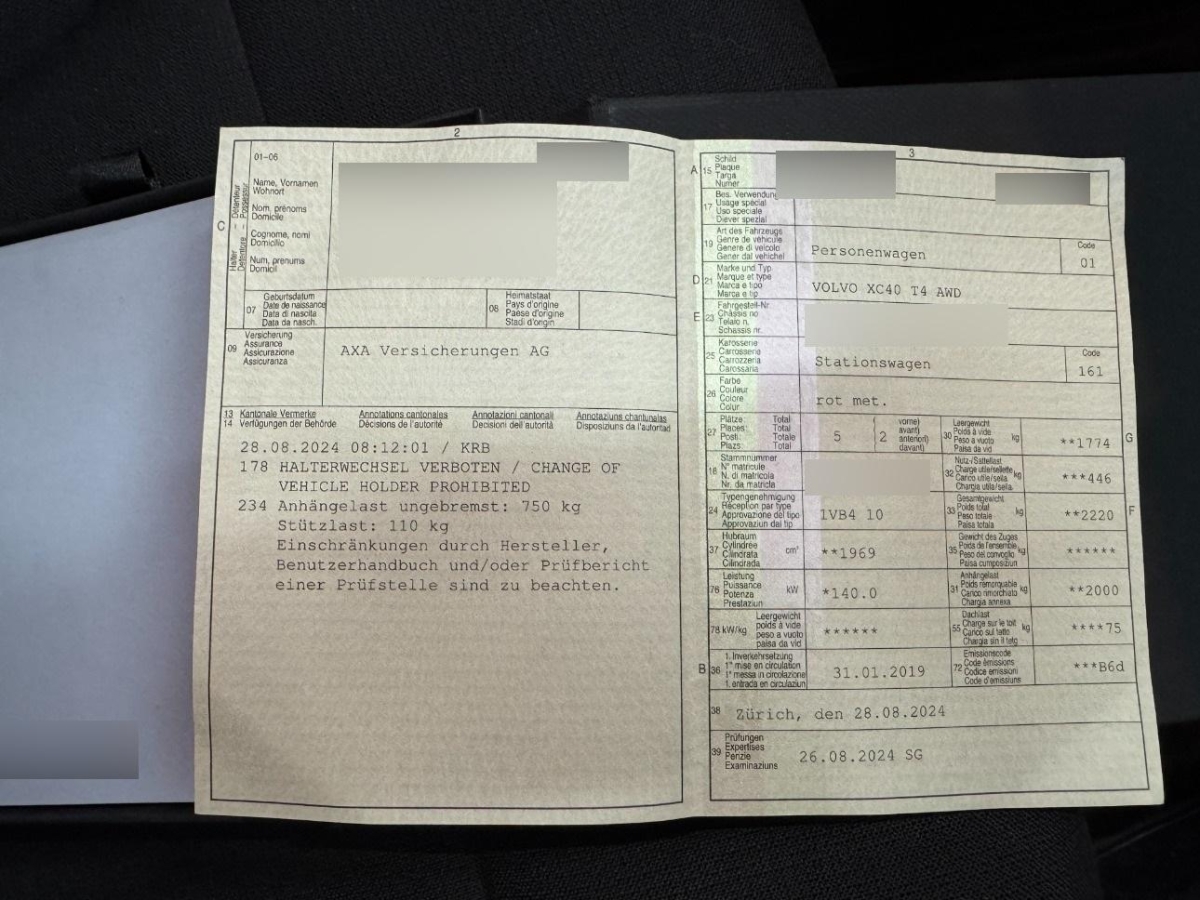 2
01-06
Name, Vornamen
Wohnort
Nom, prénoms
Domicile
Cognome, nomi
Domicilio
Num, prenums
Domicil
C
Halter – Détenteur
Detentore – Possessur
07
Geburtsdatum
Date de naissance
Data di nascita
Data da nasch.
08
Heimatstaat
Pays d'origine
Paese d'origine
Stadi d'origin
09
Versicherung
Assurance
Assicurazione
Assicuranza
AXA Versicherungen AG
13 Kantonale Vermerke Annotations cantonales Annotazioni cantonali Annotaziuns chantunalas
14 Verfügungen der Behörde Décisions de l'autorité Decisioni dell'autorità Disposiziuns da l'autoritad
28.08.2024 08:12:01 / KRB
178 HALTERWECHSEL VERBOTEN / CHANGE OF
VEHICLE HOLDER PROHIBITED
234 Anhängelast ungebremst: 750 kg
Stützlast: 110 kg
Einschränkungen durch Hersteller,
Benutzerhandbuch und/oder Prüfbericht
einer Prüfstelle sind zu beachten.
3
A 15
Schild
Plaque
Targa
Numer
17
Bes. Verwendung
Usage spécial
Uso speciale
Diever spezial
19
Art des Fahrzeugs
Genre de véhicule
Genere di veicolo
Gener dal vehichel
Personenwagen
Code
01
D 21
Marke und Typ
Marque et type
Marca e tipo
Marca e tip
VOLVO XC40 T4 AWD
E 23
Fahrgestell-Nr.
Châssis no
Telaio n.
Schassis nr.
25
Karosserie
Carrosserie
Carrozzeria
Carossaria
Stationswagen
Code
161
26
Farbe
Couleur
Colore
Colur
rot met.
27
Plätze: Total
Places: Total
Posti: Totale
Plazs: Total
5
2
vorne)
avant)
anteriori)
davant)
30
Leergewicht
Poids à vide
Peso a vuoto
Paisa da vid
kg
**1774
G
18
Stammnummer
N° matricule
N. di matricola
Nr. da matricla
32
Nutz-/Sattellast
Charge utile/sellette
Carico utile/sella
Chargia utila/sella
kg
***446
24
Typengenehmigung
Réception par type
Approvazione del tipo
Approvaziun dal tip
1VB4 10
33
Gesamtgewicht
Poids total
Peso totale
Paisa totala
kg
**2220
F
37
Hubraum
Cylindrée
Cilindrata
Cilindrada
cm³
**1969
35
Gewicht des Zuges
Poids de l'ensemble
Peso del convoglio
Paisa cumposiziun
kg
******
76
Leistung
Puissance
Potenza
Prestaziun
kW
*140.0
31
Anhängelast
Poids remorquable
Carico rimorchiato
Chargia annexa
kg
**2000
78 kW/kg
Leergewicht
poids à vide
peso a vuoto
paisa da vid
******
55
Dachlast
Charge sur le toit
Carico sul tetto
Chargia sin il tetg
kg
****75
B 36
1. Inverkehrsetzung
1re mise en circulation
1a messa in circolazione
1. entrada en circulaziun
31.01.2019
72
Emissionscode
Code émissions
Codice emissioni
Code d'emissiuns
***B6d
38
Zürich, den 28.08.2024
39
Prüfungen
Expertises
Perizie
Examinaziuns
26.08.2024 SG